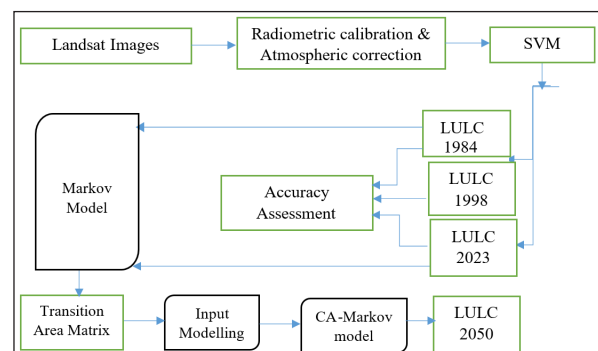 Landsat Images
Radiometric calibration &
Atmospheric correction
SVM
LULC
1984
LULC
1998
LULC
2023
Markov
Model
Accuracy
Assessment
Transition
Area Matrix
Input
Modelling
CA-Markov
model
LULC
2050